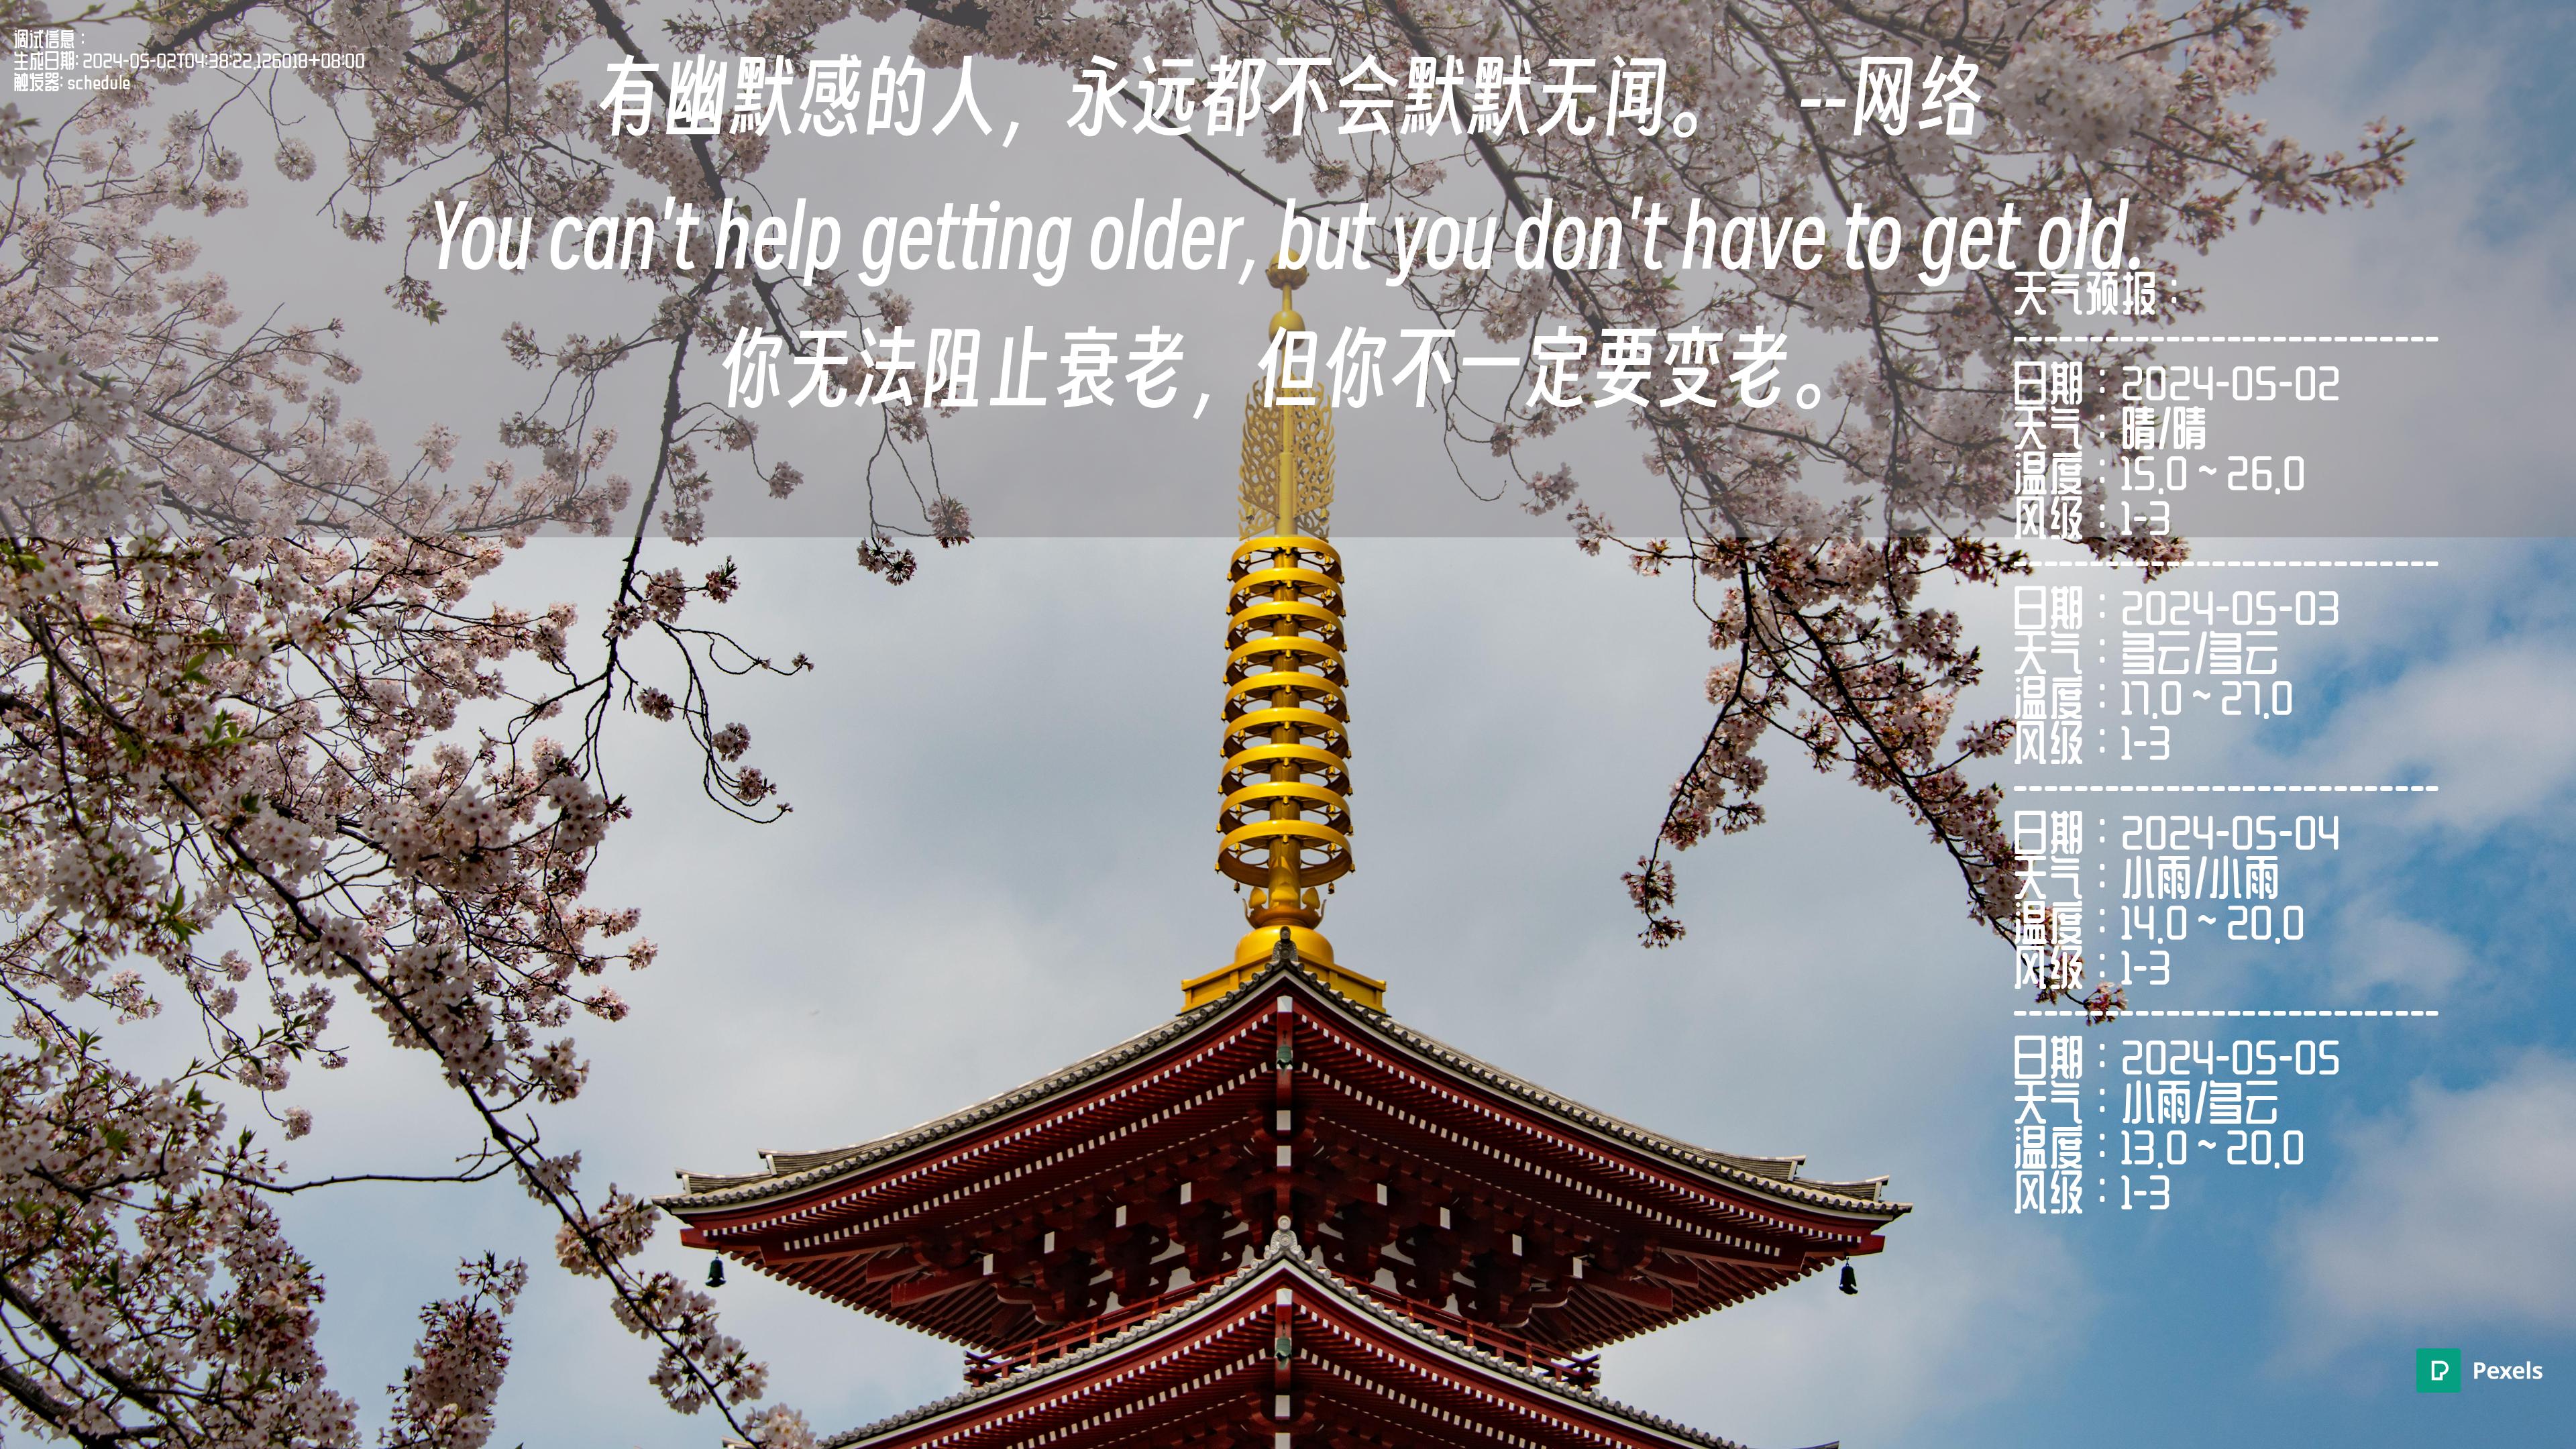 调试信息：
生成日期: 2024-05-02T04:38:22.126018+08:00
触发器: schedule
有幽默感的人，永远都不会默默无闻。 --网络
You can't help getting older, but you don't have to get old.
你无法阻止衰老，但你不一定要变老。
天气预报：
------------------------------
日期：2024-05-02
天气：晴/晴
温度：15.0 ~ 26.0
风级：1-3
------------------------------
日期：2024-05-03
天气：多云/多云
温度：17.0 ~ 27.0
风级：1-3
------------------------------
日期：2024-05-04
天气：小雨/小雨
温度：14.0 ~ 20.0
风级：1-3
------------------------------
日期：2024-05-05
天气：小雨/多云
温度：13.0 ~ 20.0
风级：1-3
Pexels